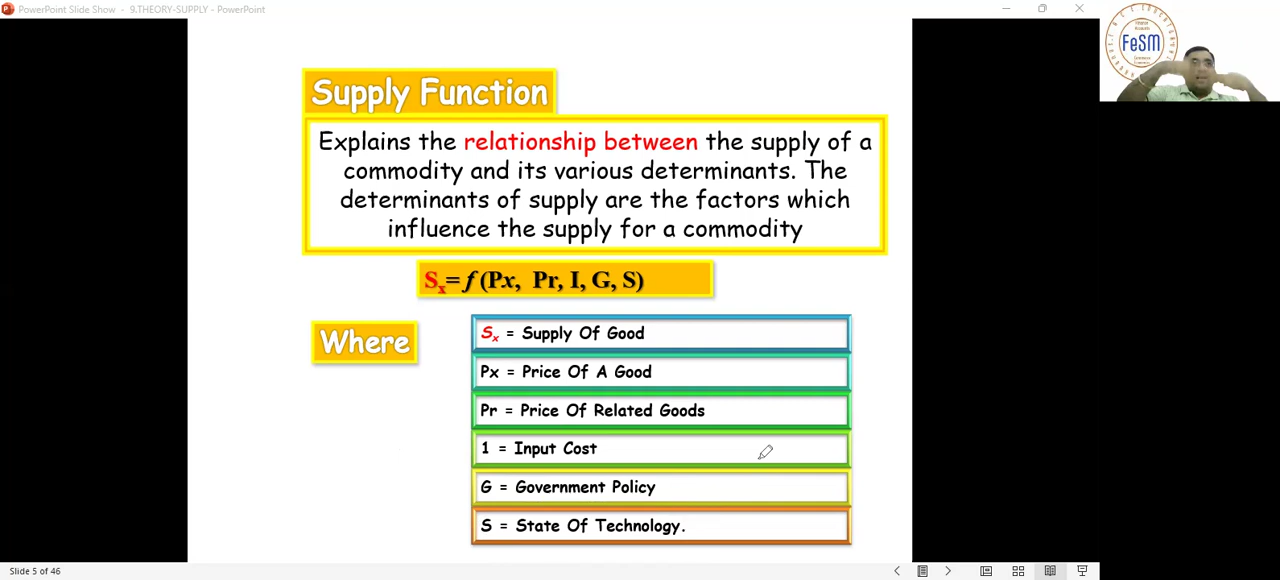 PowerPoint Slide Show - 9.THEORY-SUPPLY - PowerPoint
FeSM
Supply Function
Explains the relationship between the supply of a
commodity and its various determinants. The
determinants of supply are the factors which
influence the supply for a commodity
Sx= f (Px, Pr, I, G, S)
Where
Sx = Supply Of Good
Px = Price Of A Good
Pr = Price Of Related Goods
1 = Input Cost
G = Government Policy
S = State Of Technology.
Slide 5 of 46